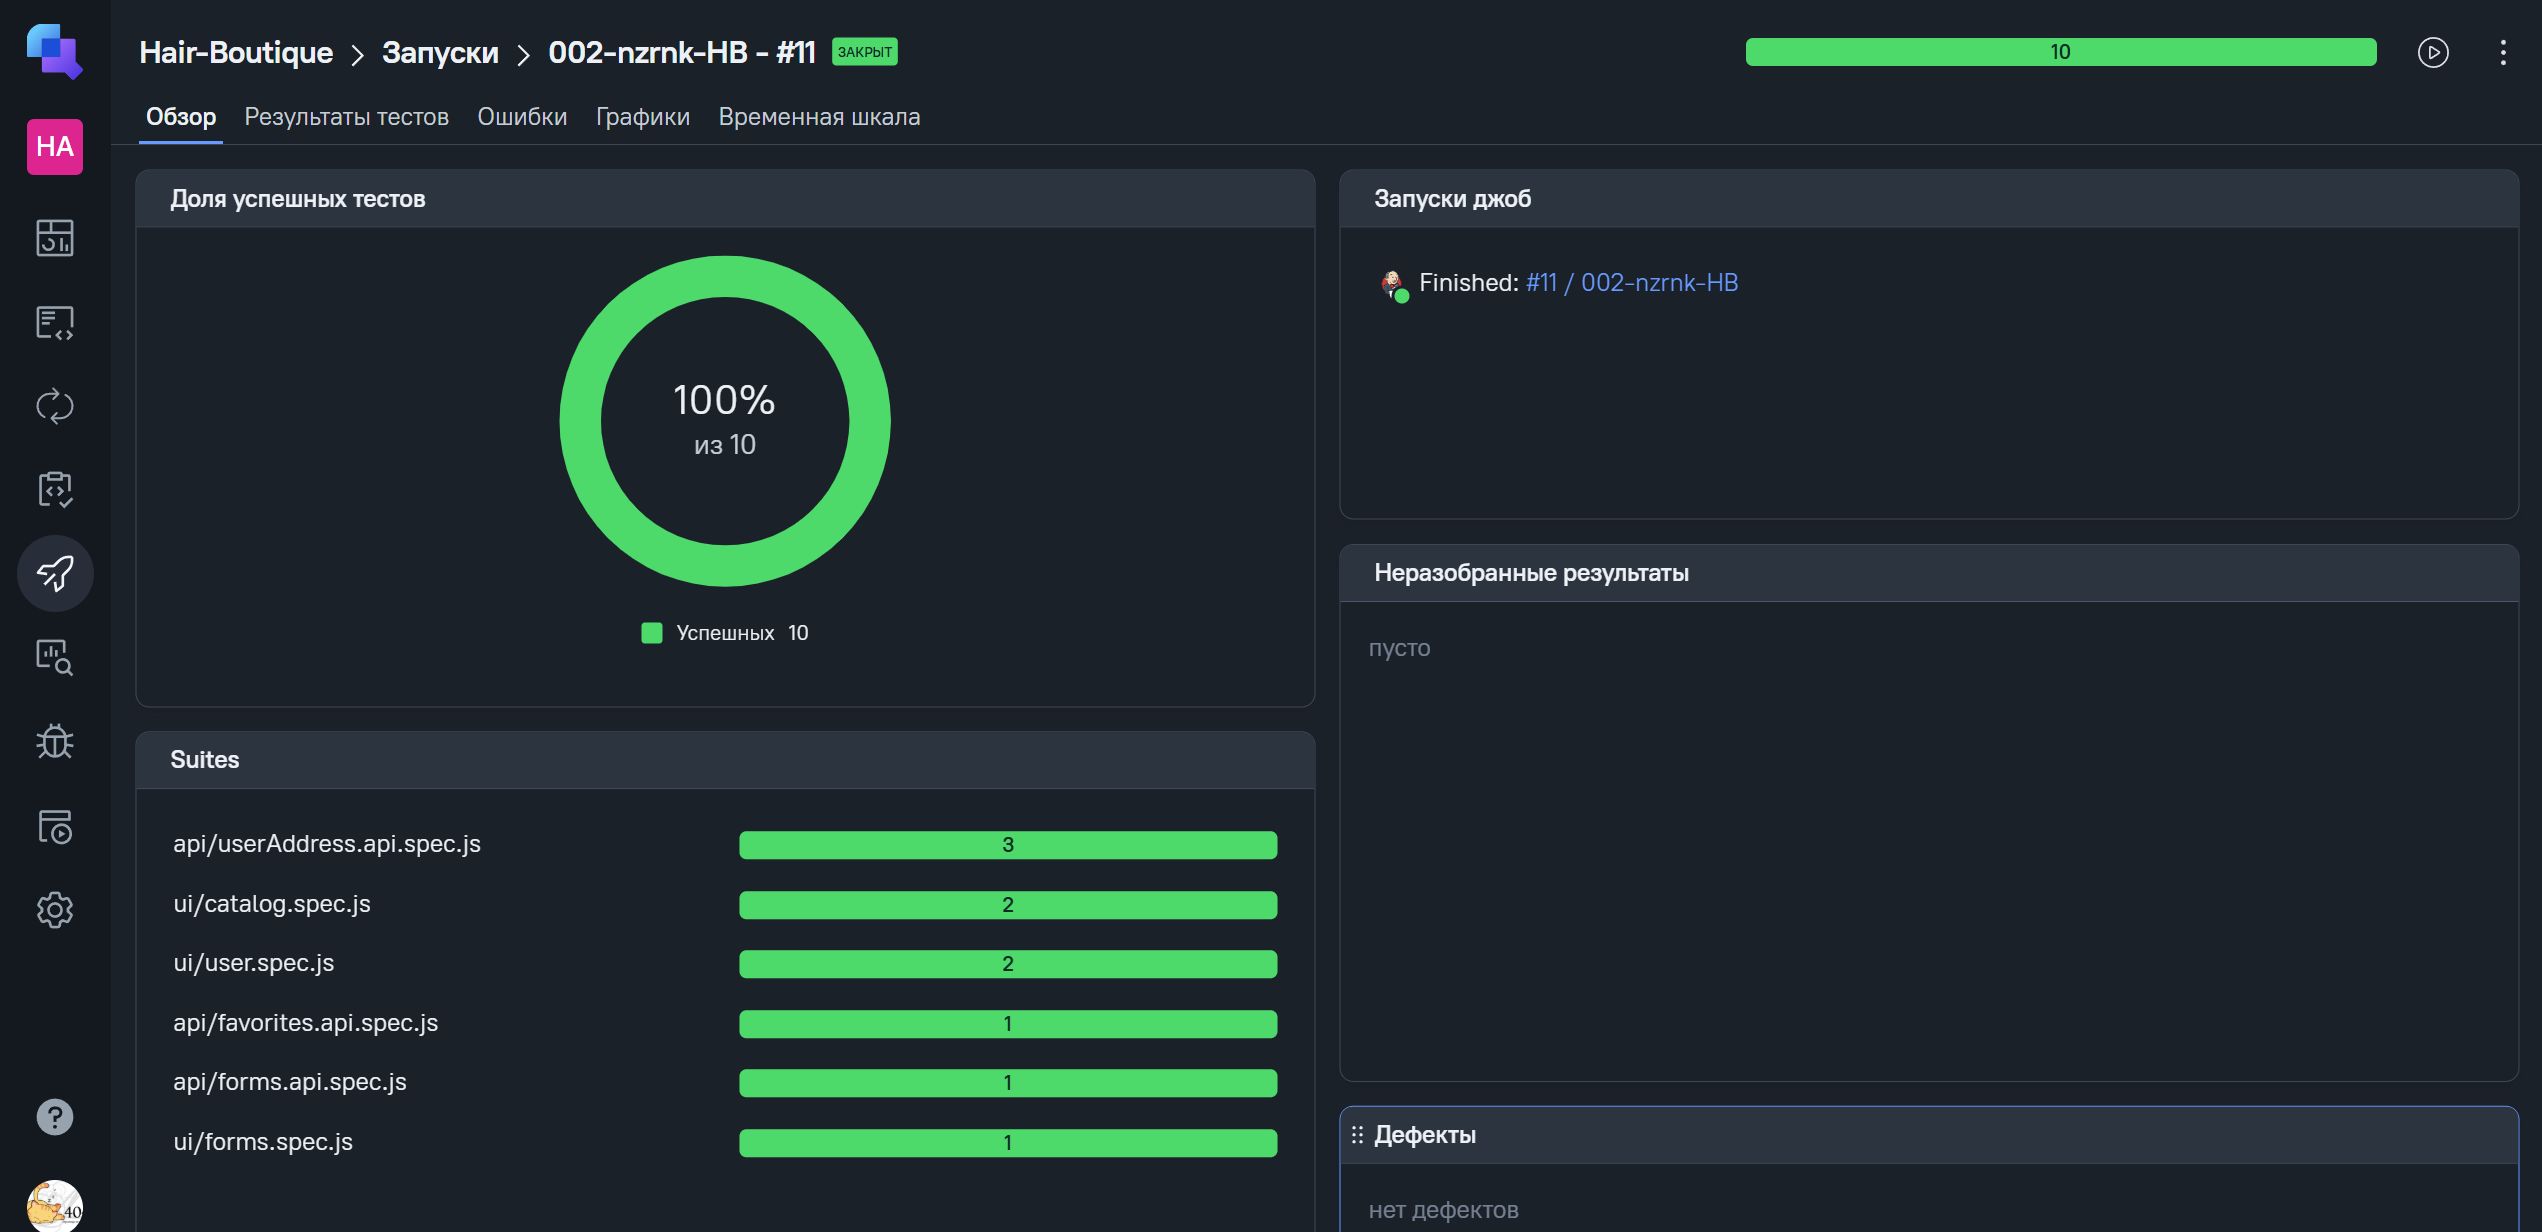 Hair-Boutique > Запуски > 002-nzrnk-HB - #11 ЗАКРЫТ
10
HA
Обзор Результаты тестов Ошибки Графики Временная шкала
Доля успешных тестов
100%
из 10
Успешных 10
Suites
api/userAddress.api.spec.js 3
ui/catalog.spec.js 2
ui/user.spec.js 2
api/favorites.api.spec.js 1
api/forms.api.spec.js 1
ui/forms.spec.js 1
Запуски джоб
Finished: #11 / 002-nzrnk-HB
Неразобранные результаты
пусто
Дефекты
нет дефектов
?
40